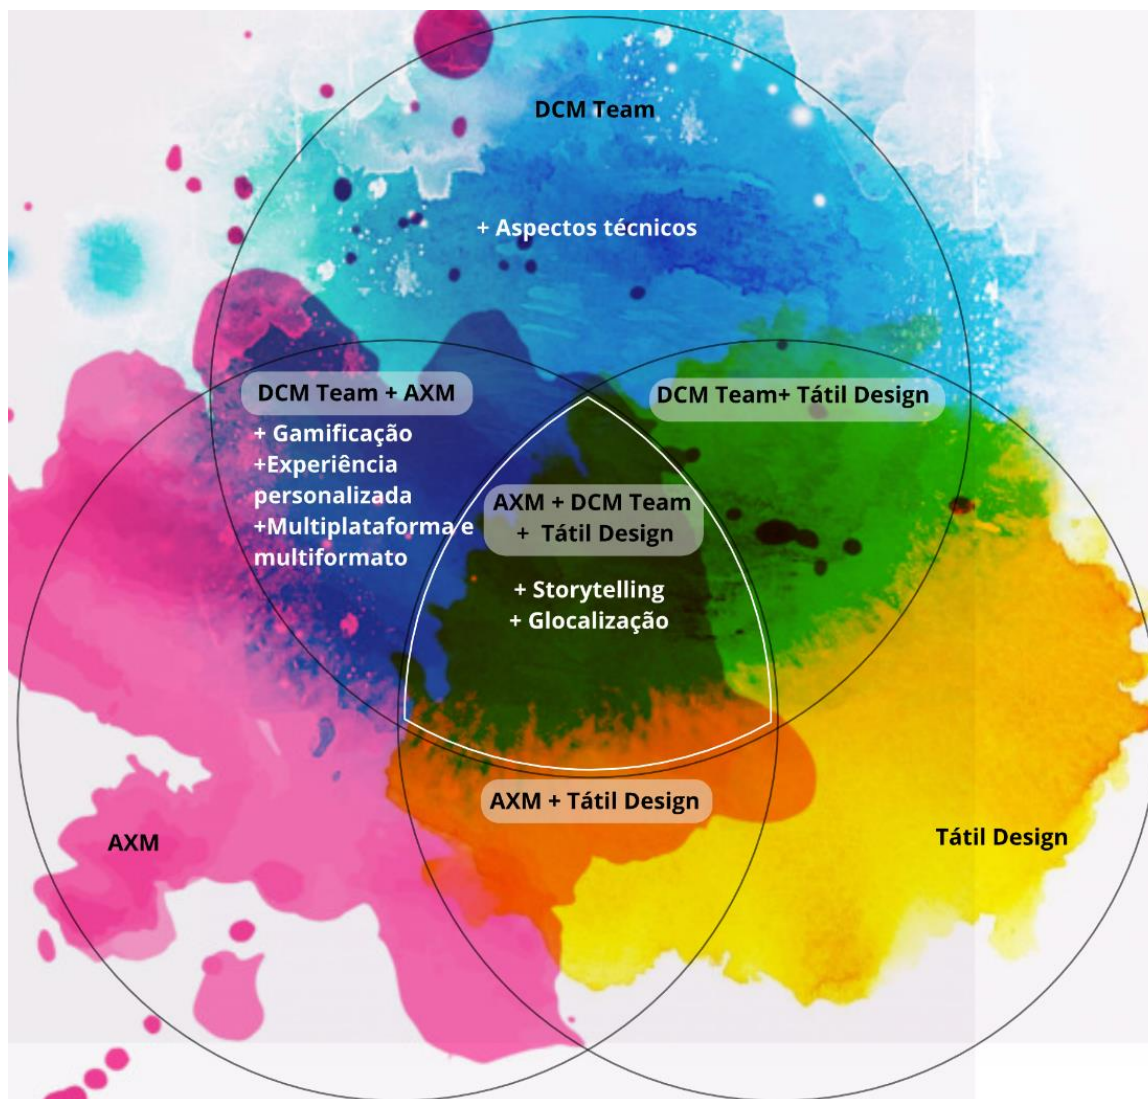 DCM Team
+ Aspectos técnicos
DCM Team + AXM
+ Gamificação
+Experiência
personalizada
+Multiplataforma e
multiformato
DCM Team+ Tátil Design
AXM + DCM Team
+ Tátil Design
+ Storytelling
+ Glocalização
AXM + Tátil Design
AXM
Tátil Design